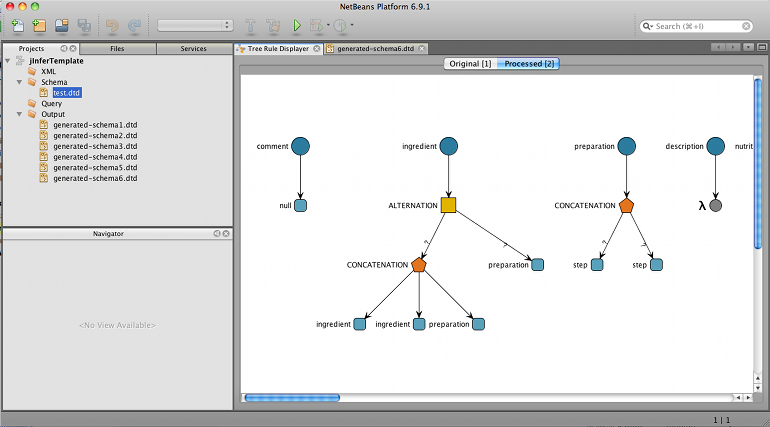 NetBeans Platform 6.9.1
Search (⌘+I)
Projects
Files
Services
Tree Rule Displayer
generated-schema6.dtd
jInferTemplate
XML
Schema
test.dtd
Query
Output
generated-schema1.dtd
generated-schema2.dtd
generated-schema3.dtd
generated-schema4.dtd
generated-schema5.dtd
generated-schema6.dtd
Navigator
<No View Available>
Original [1]
Processed [2]
comment
ingredient
preparation
description
nutrit
null
ALTERNATION
CONCATENATION
λ
?
?
?
?
CONCATENATION
preparation
step
step
ingredient
ingredient
preparation
1 | 1